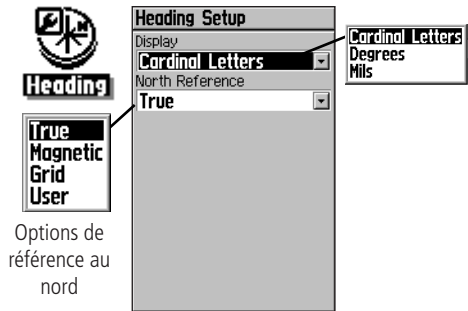 Heading
True
Magnetic
Grid
User
Options de
référence au
nord
Heading Setup
Display
Cardinal Letters
North Reference
True
Cardinal Letters
Degrees
Mils